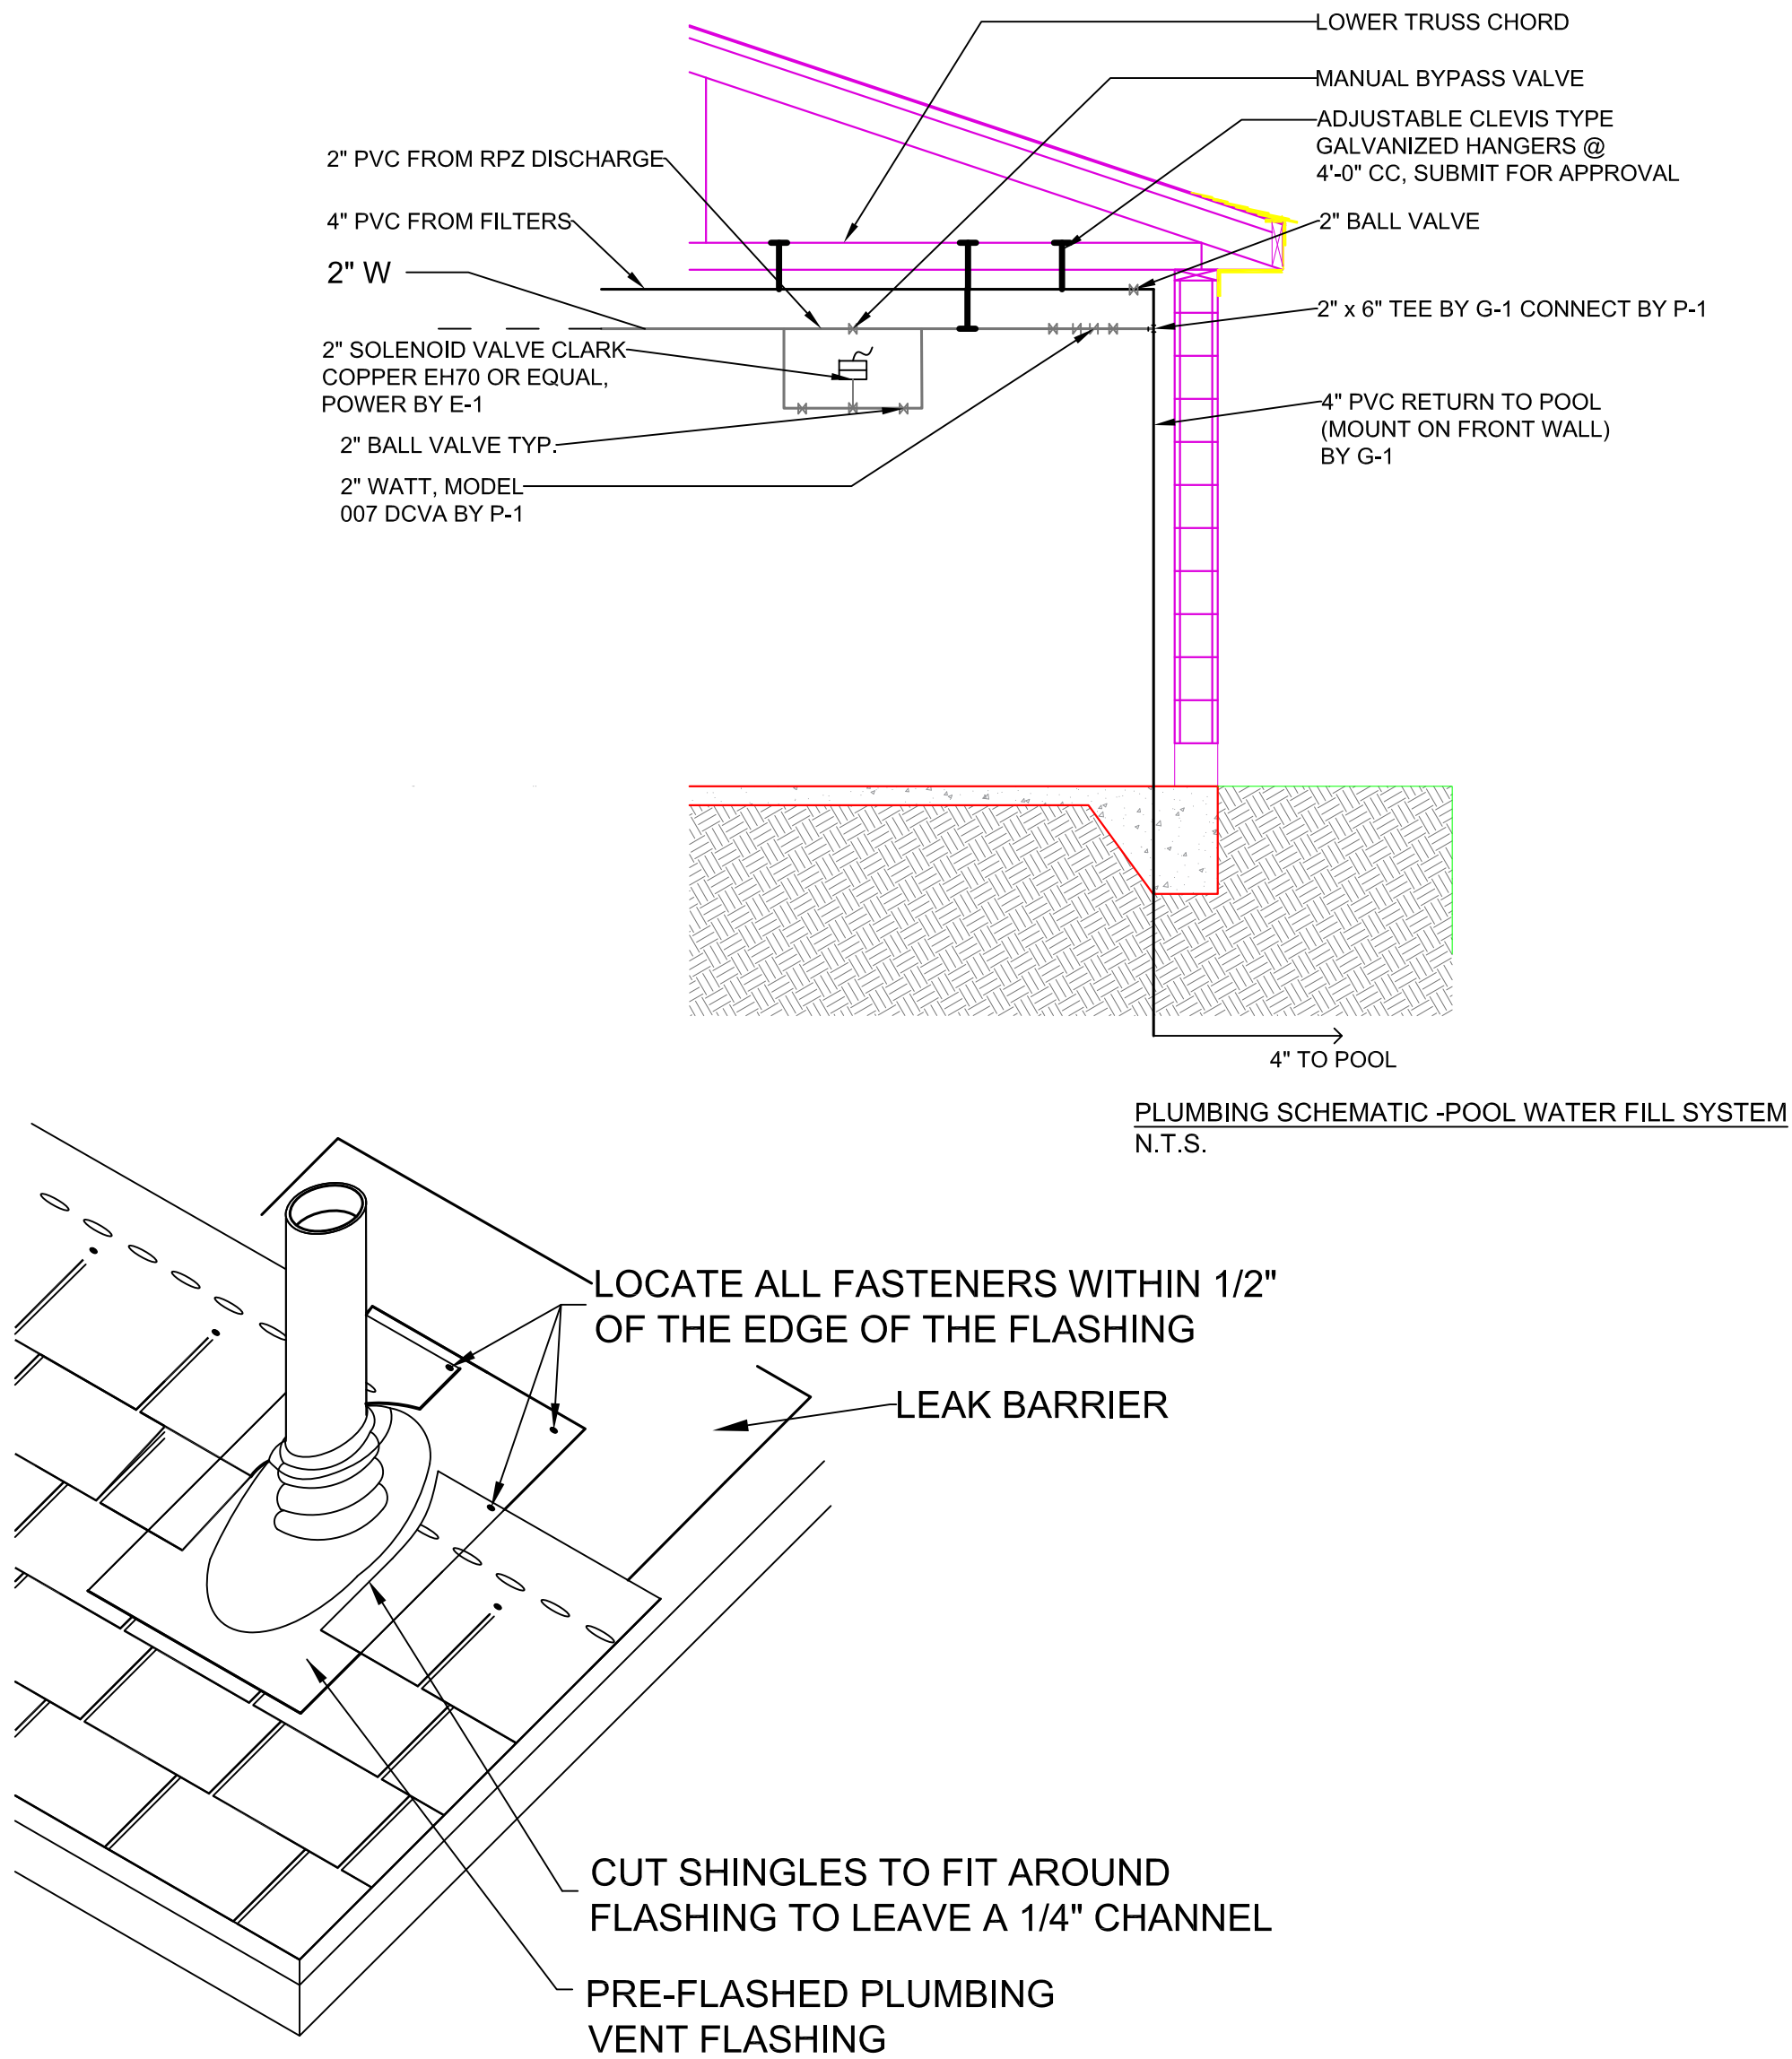 LOWER TRUSS CHORD
MANUAL BYPASS VALVE
ADJUSTABLE CLEVIS TYPE
GALVANIZED HANGERS @
4'-0" CC, SUBMIT FOR APPROVAL
2" PVC FROM RPZ DISCHARGE
4" PVC FROM FILTERS
2" BALL VALVE
2" W
2" x 6" TEE BY G-1 CONNECT BY P-1
2" SOLENOID VALVE CLARK
COPPER EH70 OR EQUAL,
POWER BY E-1
4" PVC RETURN TO POOL
(MOUNT ON FRONT WALL)
BY G-1
2" BALL VALVE TYP.
2" WATT, MODEL
007 DCVA BY P-1
4" TO POOL
PLUMBING SCHEMATIC -POOL WATER FILL SYSTEM
N.T.S.
LOCATE ALL FASTENERS WITHIN 1/2"
OF THE EDGE OF THE FLASHING
LEAK BARRIER
CUT SHINGLES TO FIT AROUND
FLASHING TO LEAVE A 1/4" CHANNEL
PRE-FLASHED PLUMBING
VENT FLASHING